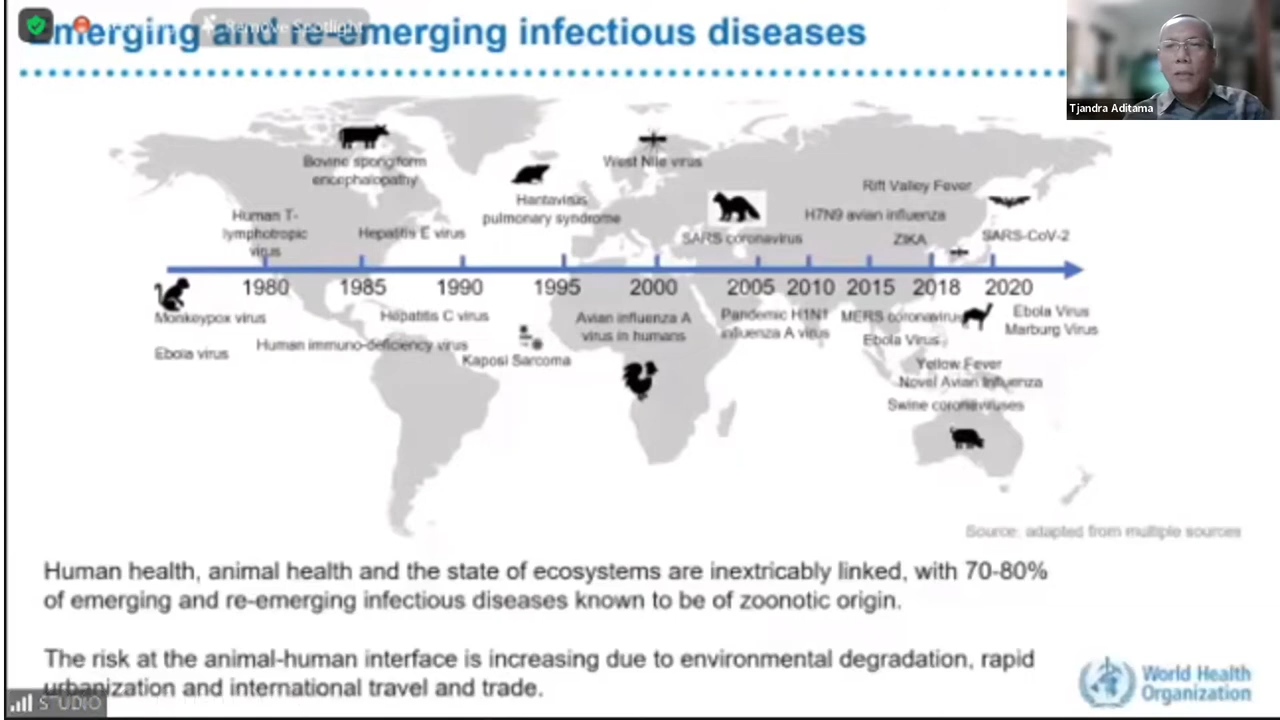 Emerging and re-emerging infectious diseases
Remove Spotlight
Tjandra Aditama
Bovine spongiform
encephalopathy
West Nile virus
Hantavirus
pulmonary syndrome
Rift Valley Fever
Human T-
lymphotropic
virus
Hepatitis E virus
SARS coronavirus
H7N9 avian influenza
ZIKA
SARS-CoV-2
1980 1985 1990 1995 2000 2005 2010 2015 2018 2020
Monkeypox virus
Ebola virus
Hepatitis C virus
Human immuno-deficiency virus
Kaposi Sarcoma
Avian influenza A
virus in humans
Pandemic H1N1
influenza A virus
MERS coronavirus
Ebola Virus
Ebola Virus
Marburg Virus
Yellow Fever
Novel Avian Influenza
Swine coronaviruses
Source: adapted from multiple sources
Human health, animal health and the state of ecosystems are inextricably linked, with 70-80%
of emerging and re-emerging infectious diseases known to be of zoonotic origin.
The risk at the animal-human interface is increasing due to environmental degradation, rapid
urbanization and international travel and trade.
STUDIO
World Health
Organization